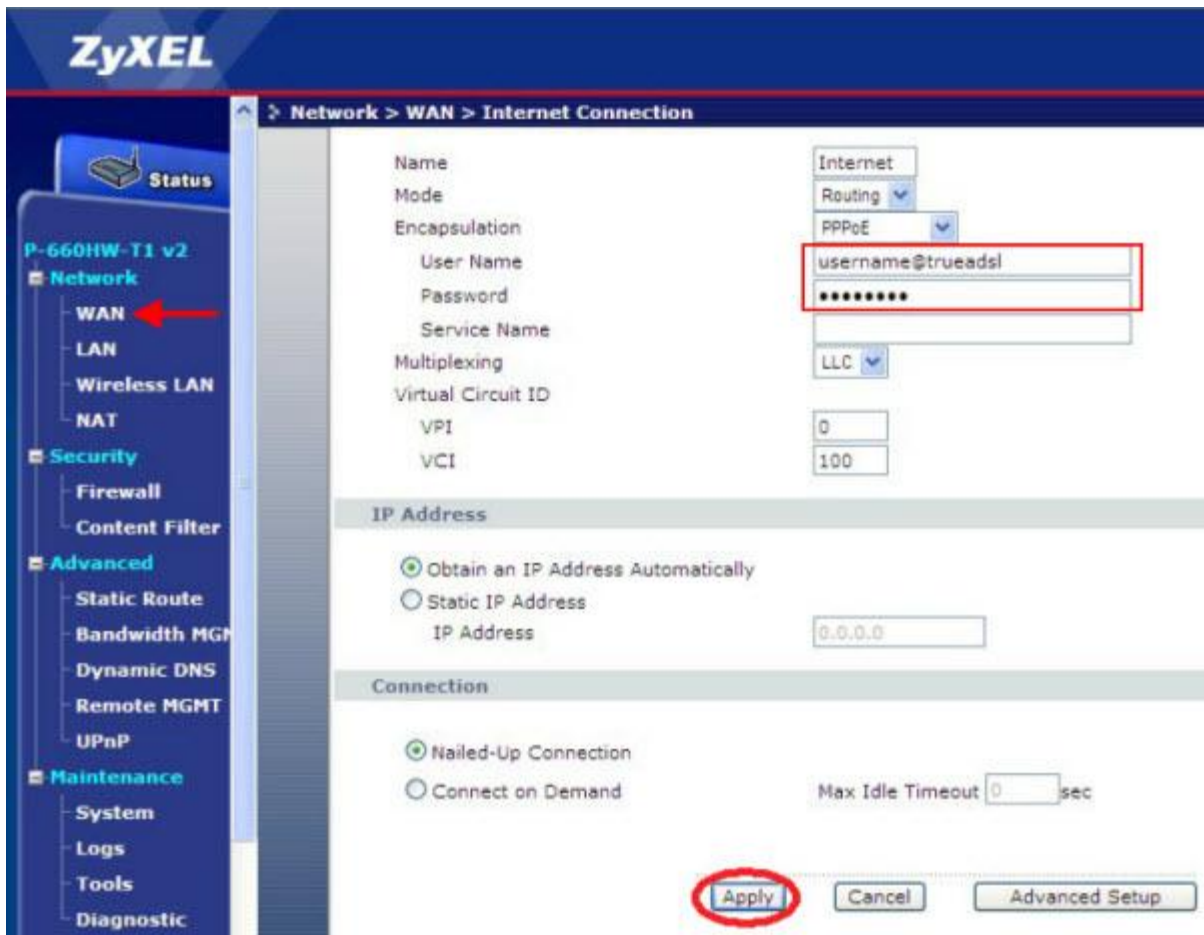 ZyXEL
Network > WAN > Internet Connection
Status
P-660HW-T1 v2
Network
WAN
LAN
Wireless LAN
NAT
Security
Firewall
Content Filter
Advanced
Static Route
Bandwidth MGM
Dynamic DNS
Remote MGMT
UPnP
Maintenance
System
Logs
Tools
Diagnostic
Name Internet
Mode Routing
Encapsulation PPPoE
User Name username@trueadsl
Password ••••••••
Service Name
Multiplexing LLC
Virtual Circuit ID
VPI 0
VCI 100
IP Address
Obtain an IP Address Automatically
Static IP Address
IP Address 0.0.0.0
Connection
Nailed-Up Connection
Connect on Demand Max Idle Timeout 0 sec
Apply Cancel Advanced Setup